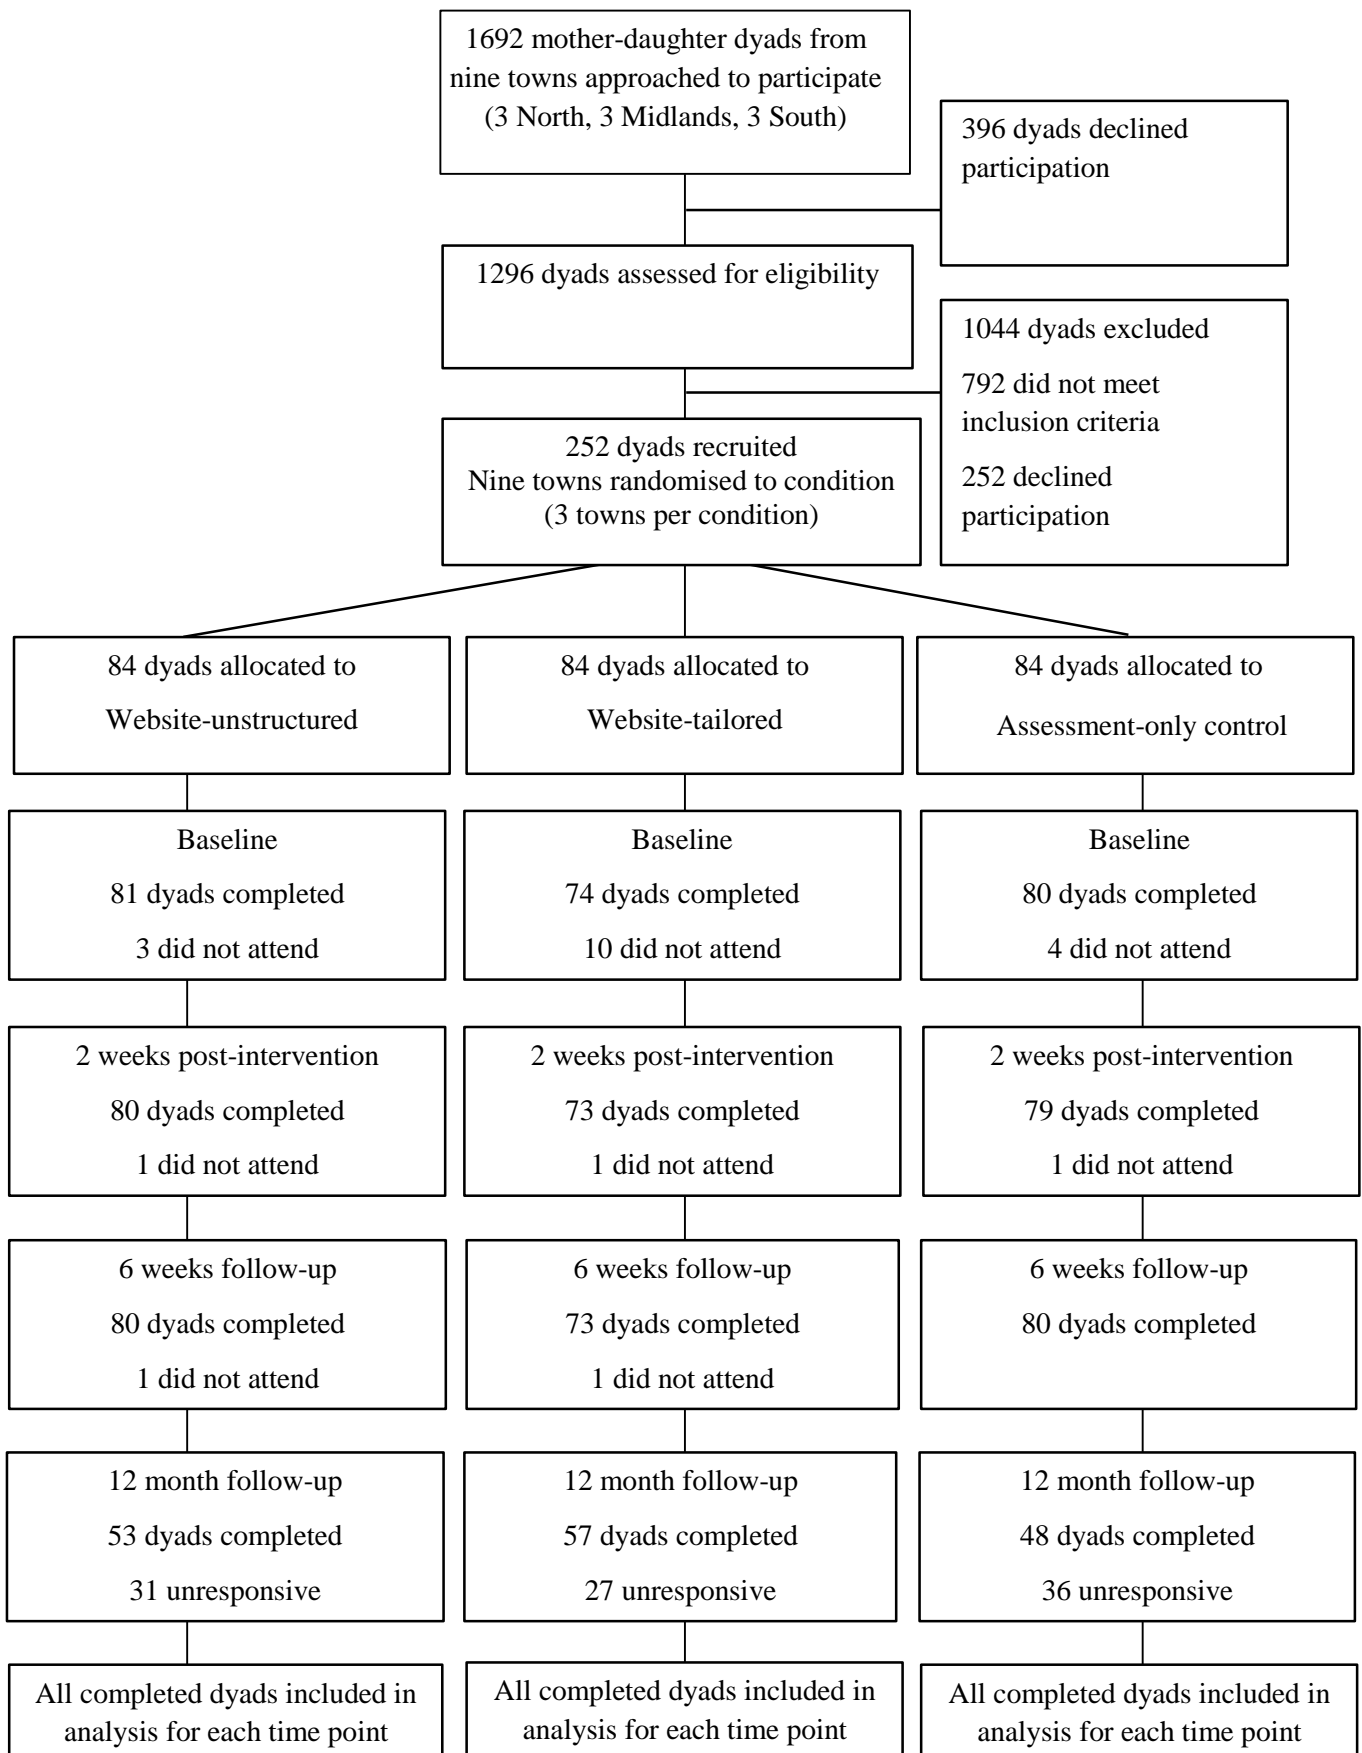 1692 mother-daughter dyads from
nine towns approached to participate
(3 North, 3 Midlands, 3 South)
396 dyads declined
participation
1296 dyads assessed for eligibility
1044 dyads excluded
792 did not meet
inclusion criteria
252 declined
participation
252 dyads recruited
Nine towns randomised to condition
(3 towns per condition)
84 dyads allocated to
Website-unstructured
84 dyads allocated to
Website-tailored
84 dyads allocated to
Assessment-only control
Baseline
81 dyads completed
3 did not attend
Baseline
74 dyads completed
10 did not attend
Baseline
80 dyads completed
4 did not attend
2 weeks post-intervention
80 dyads completed
1 did not attend
2 weeks post-intervention
73 dyads completed
1 did not attend
2 weeks post-intervention
79 dyads completed
1 did not attend
6 weeks follow-up
80 dyads completed
1 did not attend
6 weeks follow-up
73 dyads completed
1 did not attend
6 weeks follow-up
80 dyads completed
12 month follow-up
53 dyads completed
31 unresponsive
12 month follow-up
57 dyads completed
27 unresponsive
12 month follow-up
48 dyads completed
36 unresponsive
All completed dyads included in
analysis for each time point
All completed dyads included in
analysis for each time point
All completed dyads included in
analysis for each time point